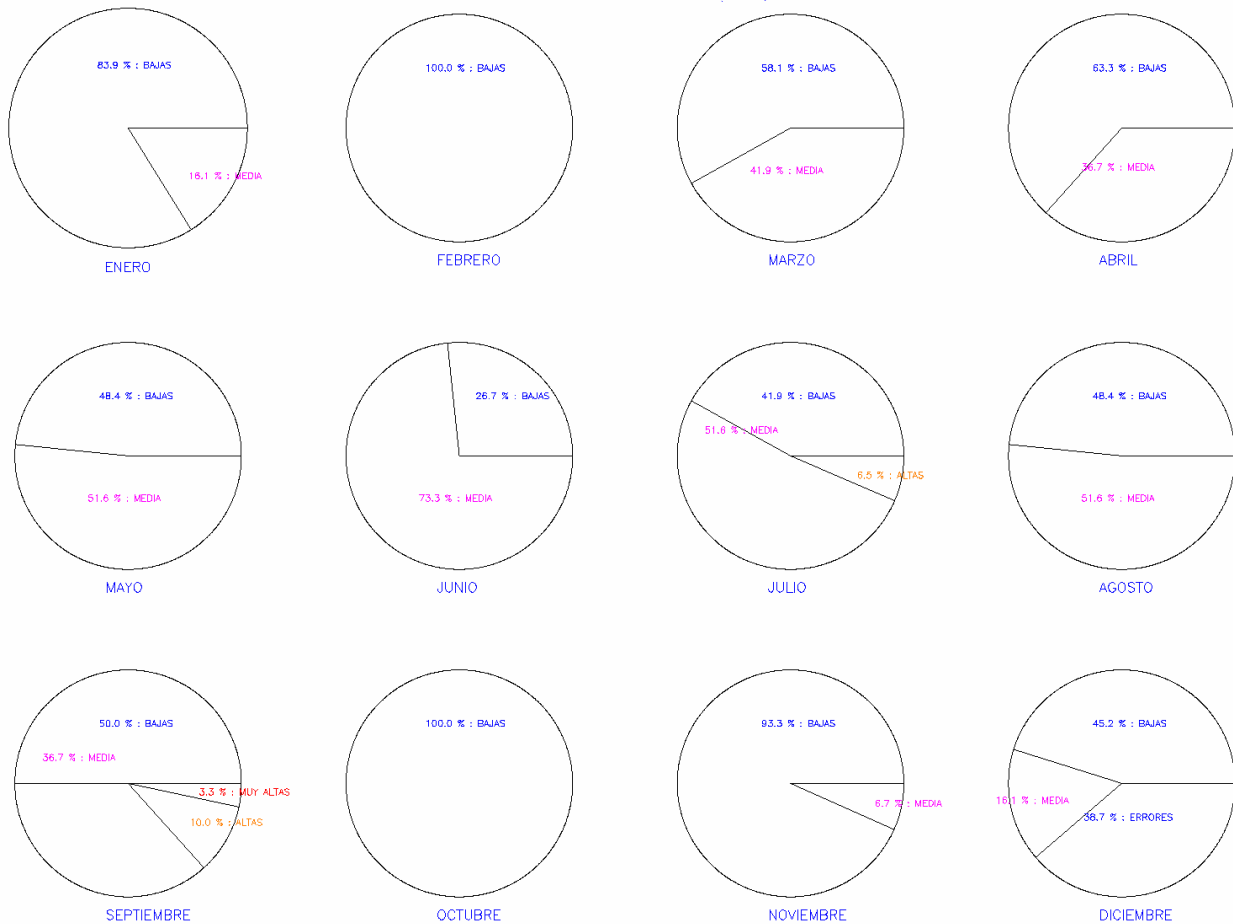 83.9 % : BAJAS
16.1 % : MEDIA
ENERO
100.0 % : BAJAS
FEBRERO
58.1 % : BAJAS
41.9 % : MEDIA
MARZO
63.3 % : BAJAS
36.7 % : MEDIA
ABRIL
48.4 % : BAJAS
51.6 % : MEDIA
MAYO
26.7 % : BAJAS
73.3 % : MEDIA
JUNIO
41.9 % : BAJAS
51.6 % : MEDIA
6.5 % : ALTAS
JULIO
48.4 % : BAJAS
51.6 % : MEDIA
AGOSTO
50.0 % : BAJAS
36.7 % : MEDIA
3.3 % : MUY ALTAS
10.0 % : ALTAS
SEPTIEMBRE
100.0 % : BAJAS
OCTUBRE
93.3 % : BAJAS
6.7 % : MEDIA
NOVIEMBRE
45.2 % : BAJAS
16.1 % : MEDIA
38.7 % : ERRORES
DICIEMBRE